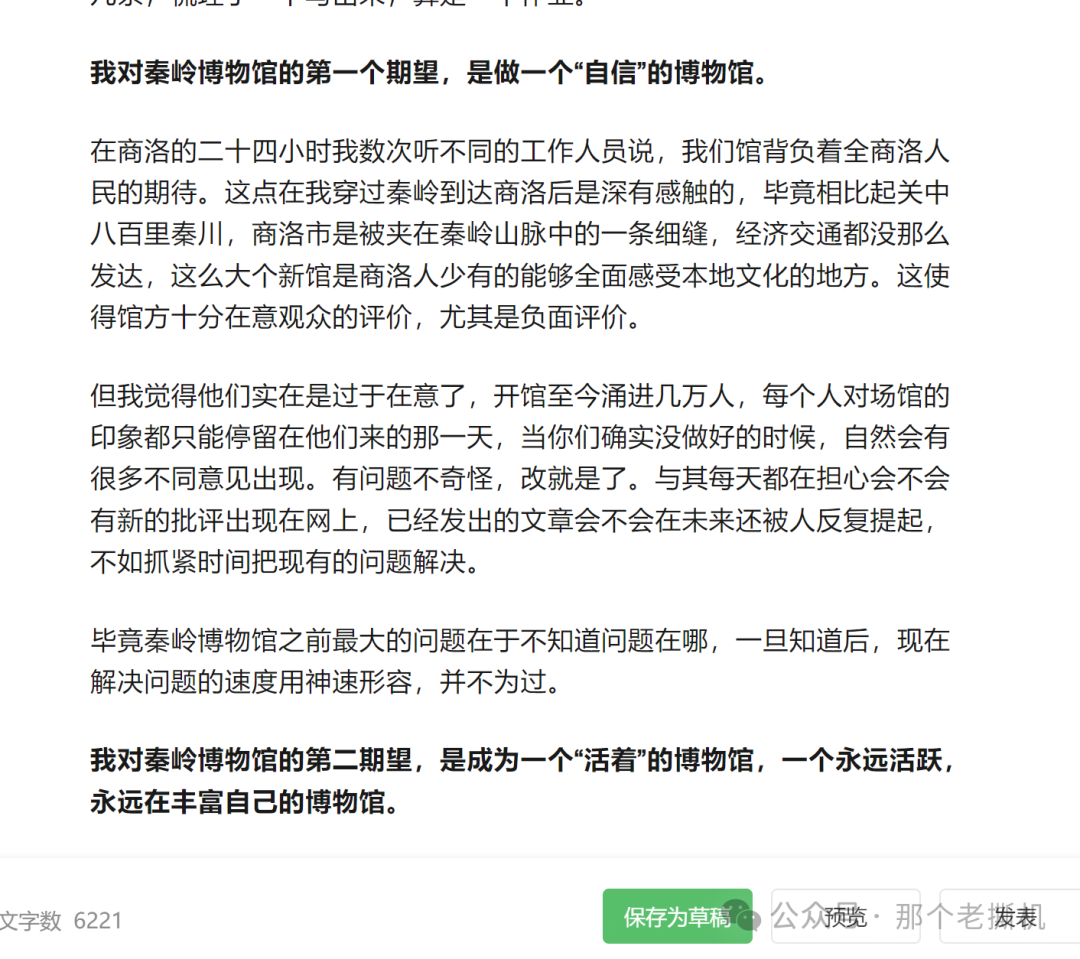 我对秦岭博物馆的第一个期望，是做一个“自信”的博物馆。
在商洛的二十四小时我数次听不同的工作人员说，我们馆背负着全商洛人
民的期待。这点在我穿过秦岭到达商洛后是深有感触的，毕竟相比起关中
八百里秦川，商洛市是被夹在秦岭山脉中的一条细缝，经济交通都没那么
发达，这么大个新馆是商洛人少有的能够全面感受本地文化的地方。这使
得馆方十分在意观众的评价，尤其是负面评价。
但我觉得他们实在是过于在意了，开馆至今涌进几万人，每个人对场馆的
印象都只能停留在他们来的那一天，当你们确实没做好的时候，自然会有
很多不同意见出现。有问题不奇怪，改就是了。与其每天都在担心会不会
有新的批评出现在网上，已经发出的文章会不会在未来还被人反复提起，
不如抓紧时间把现有的问题解决。
毕竟秦岭博物馆之前最大的问题在于不知道问题在哪，一旦知道后，现在
解决问题的速度用神速形容，并不为过。
我对秦岭博物馆的第二期望，是成为一个“活着”的博物馆，一个永远活跃，
永远在丰富自己的博物馆。
文字数 6221
保存为草稿
预览
发表
公众号 · 那个老撕机